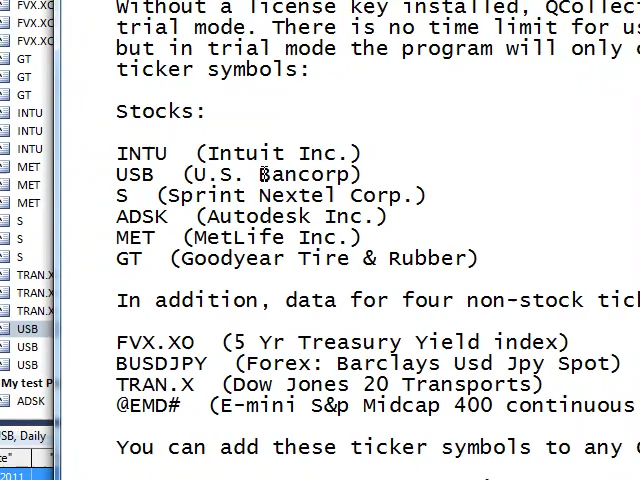 FVX.XC
FVX.XC
FVX.XC
GT
GT
GT
INTU
INTU
INTU
MET
MET
MET
S
S
S
TRAN.X
TRAN.X
TRAN.X
USB
USB
USB
My test P
ADSK
USB, Daily
2011
Without a license key installed, QCollec
trial mode. There is no time limit for us
but in trial mode the program will only
ticker symbols:
Stocks:
INTU (Intuit Inc.)
USB (U.S. Bancorp)
S (Sprint Nextel Corp.)
ADSK (Autodesk Inc.)
MET (MetLife Inc.)
GT (Goodyear Tire & Rubber)
In addition, data for four non-stock tick
FVX.XO (5 Yr Treasury Yield index)
BUSDJPY (Forex: Barclays Usd Jpy Spot)
TRAN.X (Dow Jones 20 Transports)
@EMD# (E-mini S&p Midcap 400 continuous
You can add these ticker symbols to any